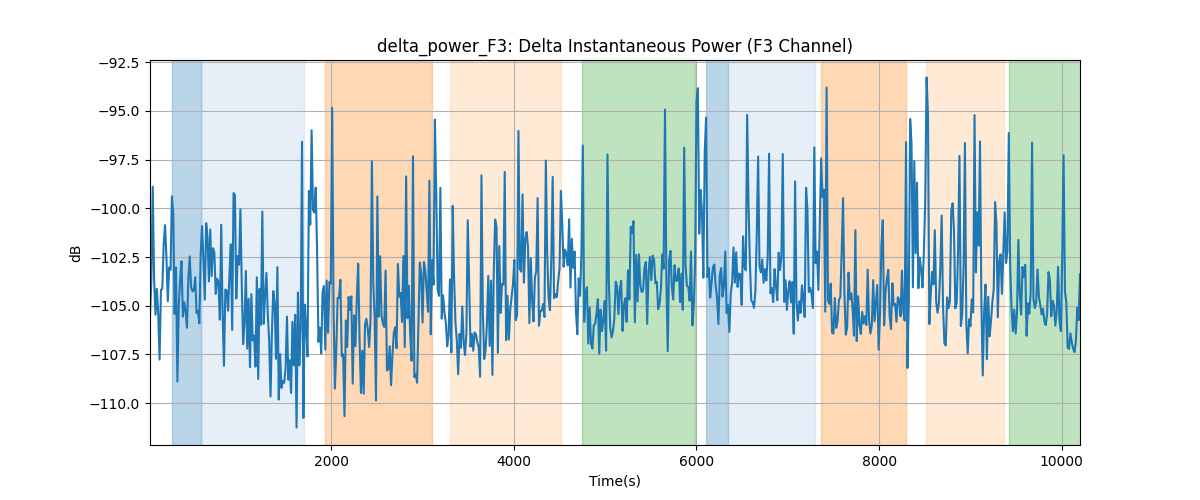 delta_power_F3: Delta Instantaneous Power (F3 Channel)
−92.5
−95.0
−97.5
−100.0
−102.5
−105.0
−107.5
−110.0
dB
2000 4000 6000 8000 10000
Time(s)